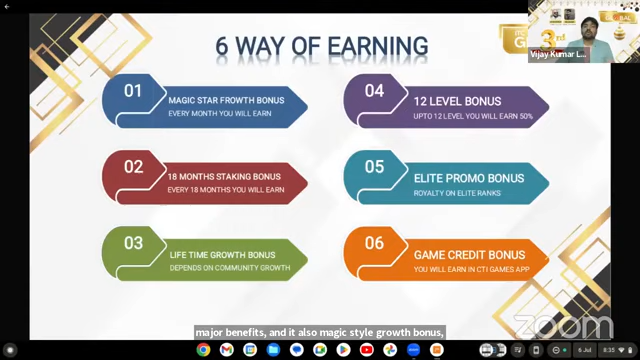 6 WAY OF EARNING
01
MAGIC STAR FROWTH BONUS
EVERY MONTH YOU WILL EARN
02
18 MONTHS STAKING BONUS
EVERY 18 MONTHS YOU WILL EARN
03
LIFE TIME GROWTH BONUS
DEPENDS ON COMMUNITY GROWTH
04
12 LEVEL BONUS
UPTO 12 LEVEL YOU WILL EARN 50%
05
ELITE PROMO BONUS
ROYALTY ON ELITE RANKS
06
GAME CREDIT BONUS
YOU WILL EARN IN CTI GAMES APP
GLOBAL
3rd
Vijay Kumar L...
zoom
major benefits, and it also magic style growth bonus,
6 Jul
8:35